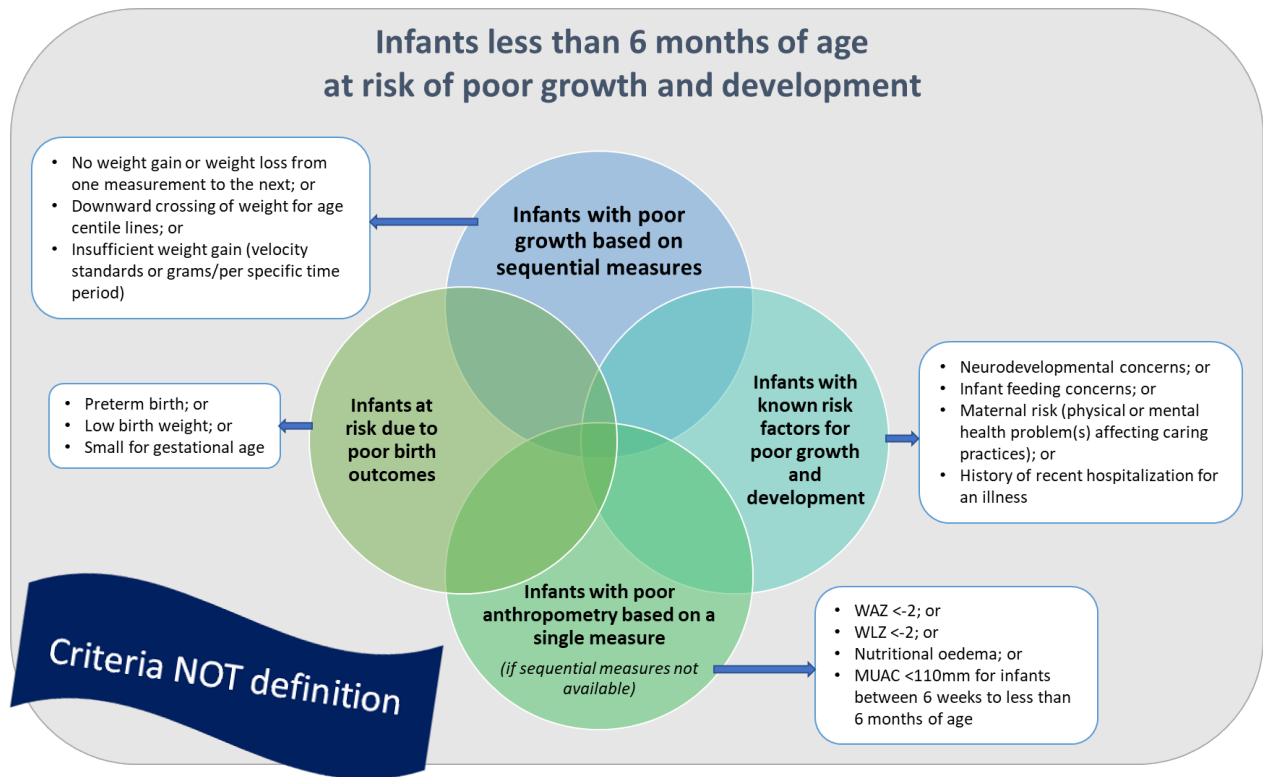 Infants less than 6 months of age
at risk of poor growth and development
• No weight gain or weight loss from
one measurement to the next; or
• Downward crossing of weight for age
centile lines; or
• Insufficient weight gain (velocity
standards or grams/per specific time
period)
Infants with poor
growth based on
sequential measures
• Preterm birth; or
• Low birth weight; or
• Small for gestational age
Infants at
risk due to
poor birth
outcomes
Infants with
known risk
factors for
poor growth
and
development
• Neurodevelopmental concerns; or
• Infant feeding concerns; or
• Maternal risk (physical or mental
health problem(s) affecting caring
practices); or
• History of recent hospitalization for
an illness
Infants with poor
anthropometry based on a
single measure
(if sequential measures not
available)
• WAZ <-2; or
• WLZ <-2; or
• Nutritional oedema; or
• MUAC <110mm for infants
between 6 weeks to less than
6 months of age
Criteria NOT definition